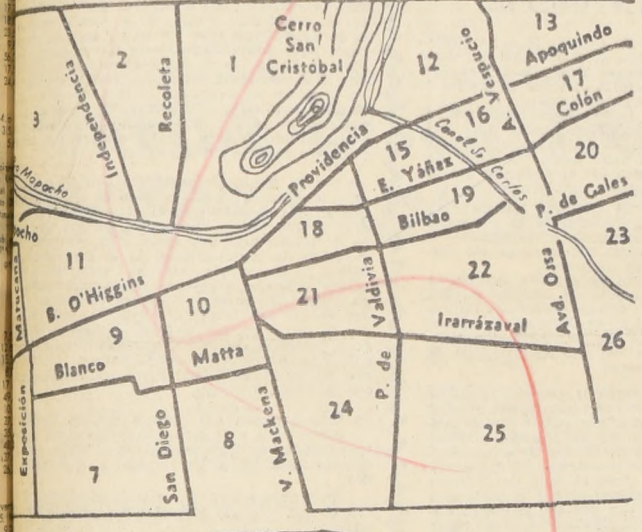 13
Cerro
San
Cristóbal
2
1
12
A. Vespucio
Apoquindo
17
Colón
Independencia
Recoleta
3
16
Canal Sn Carlos
Providencia
15
E. Yáñez
20
Mapocho
19
P. de Gales
Bilbao
18
23
ocho
11
22
Matucana
B. O'Higgins
10
21
Valdivia
Avd. Ossa
9
Irarrázaval
26
Matta
Blanco
P. de
Exposición
24
25
San Diego
8
V. Mackena
7